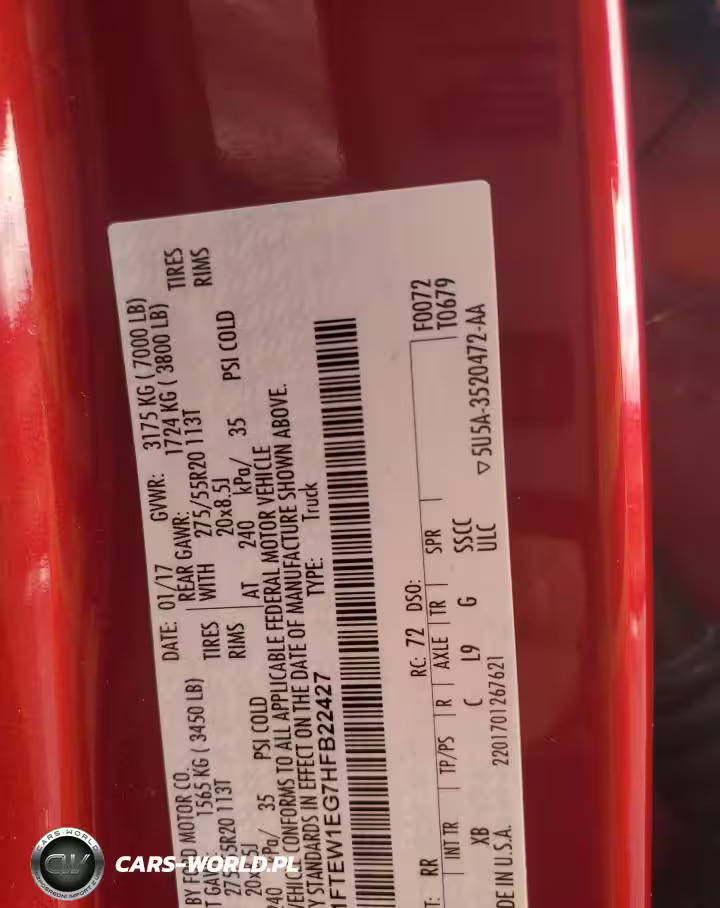 BY FORD MOTOR CO. DATE: 01/17 GVWR: 3175 KG ( 7000 LB)
1565 KG ( 3450 LB) REAR GAWR: 1724 KG ( 3800 LB)
275/55R20 113T TIRES WITH 275/55R20 113T TIRES
RIMS 20x8.5J RIMS
240 kPa/ 35 PSI COLD AT 240 kPa/ 35 PSI COLD
VEHICLE CONFORMS TO ALL APPLICABLE FEDERAL MOTOR VEHICLE
Y STANDARDS IN EFFECT ON THE DATE OF MANUFACTURE SHOWN ABOVE.
1FTEW1EG7HFB22427 TYPE: Truck
RC: 72 DSO: F0072
RR INT TR TP/PS R AXLE TR SPR T0679
XB C L9 G SSCC
ULC
DE IN U.S.A. 2201701267621 ▽5U5A-3520472-AA
CW
CARS-WORLD.PL